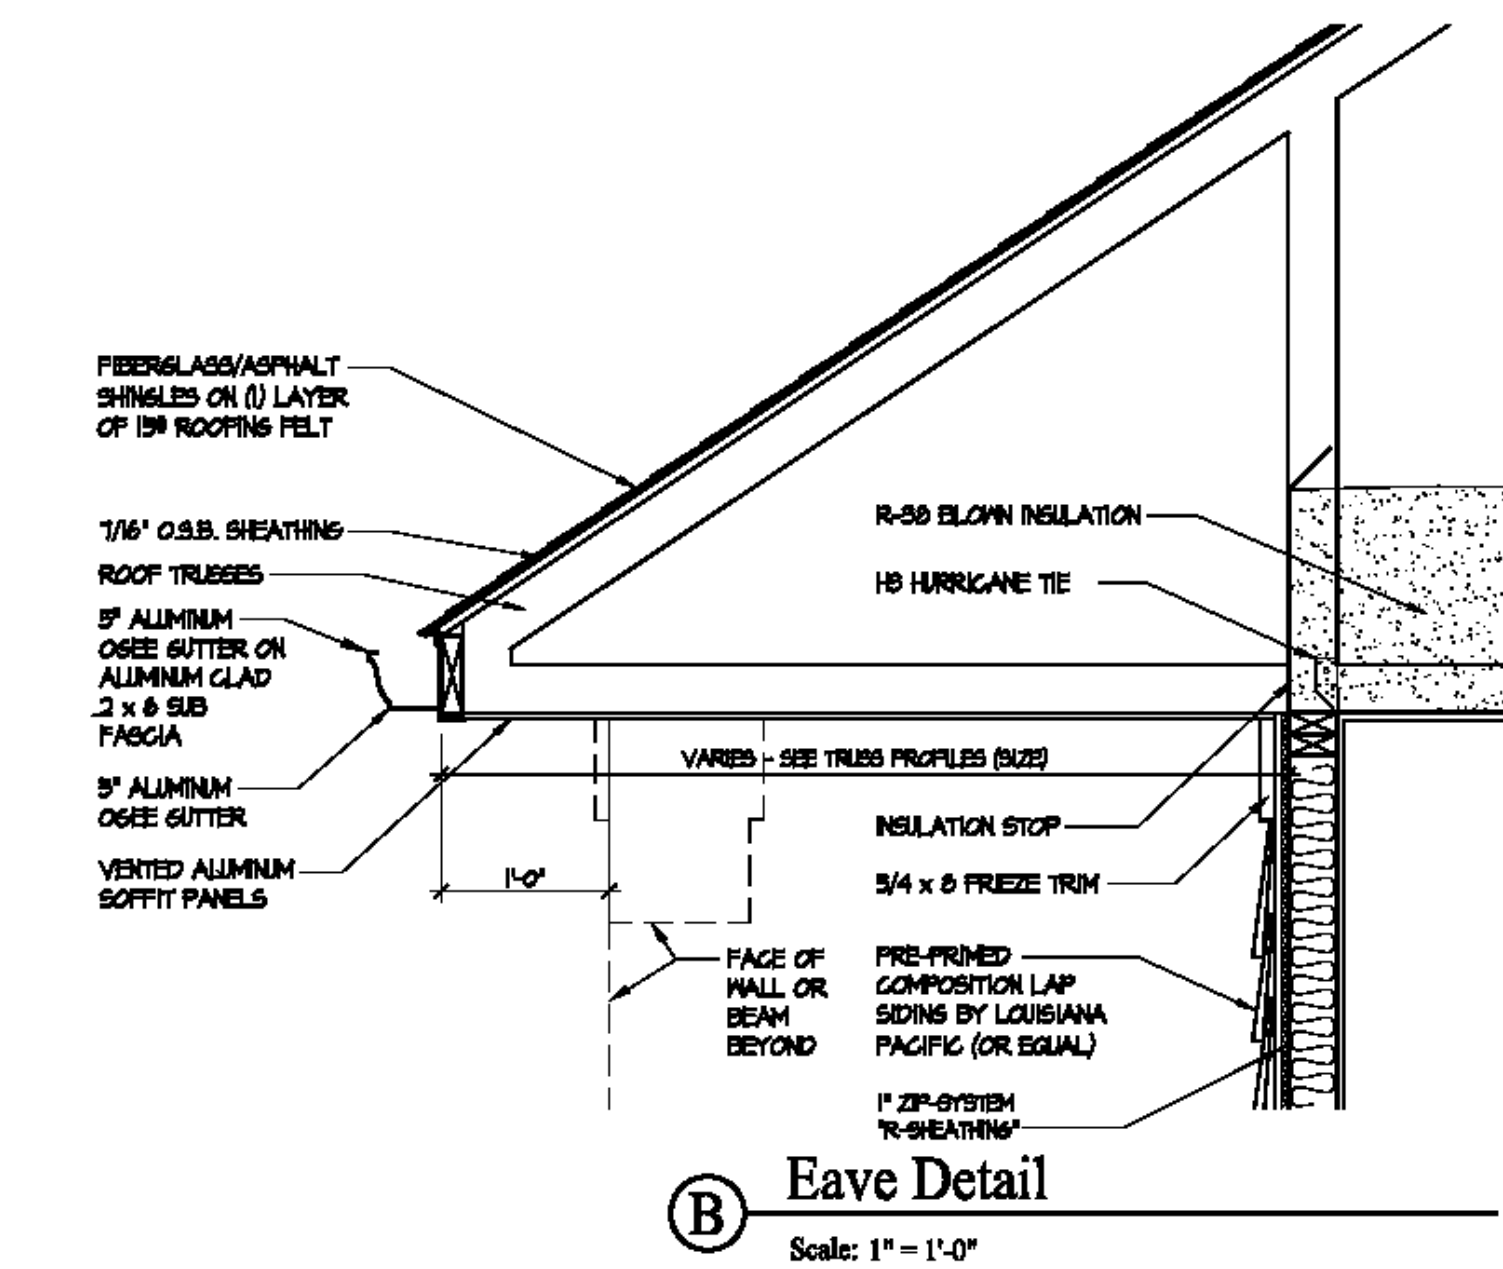 FIBERGLASS/ASPHALT
SHINGLES ON (1) LAYER
OF 15# ROOFING FELT
7/16" O.S.B. SHEATHING
ROOF TRUSSES
5" ALUMINUM
OGEE GUTTER ON
ALUMINUM CLAD
2 x 8 SUB
FASCIA
5" ALUMINUM
OGEE GUTTER
VENTED ALUMINUM
SOFFIT PANELS
R-38 BLOWN INSULATION
HURRICANE TIE
VARIES - SEE TRUSS PROFILES (SIZE)
INSULATION STOP
5/4 x 8 FRIEZE TRIM
1'-0"
FACE OF
WALL OR
BEAM
BEYOND
PRE-PRIMED
COMPOSITION LAP
SIDING BY LOUISIANA
PACIFIC (OR EQUAL)
1" ZIP-SYSTEM
"R-SHEATHING"
B
Eave Detail
Scale: 1" = 1'-0"